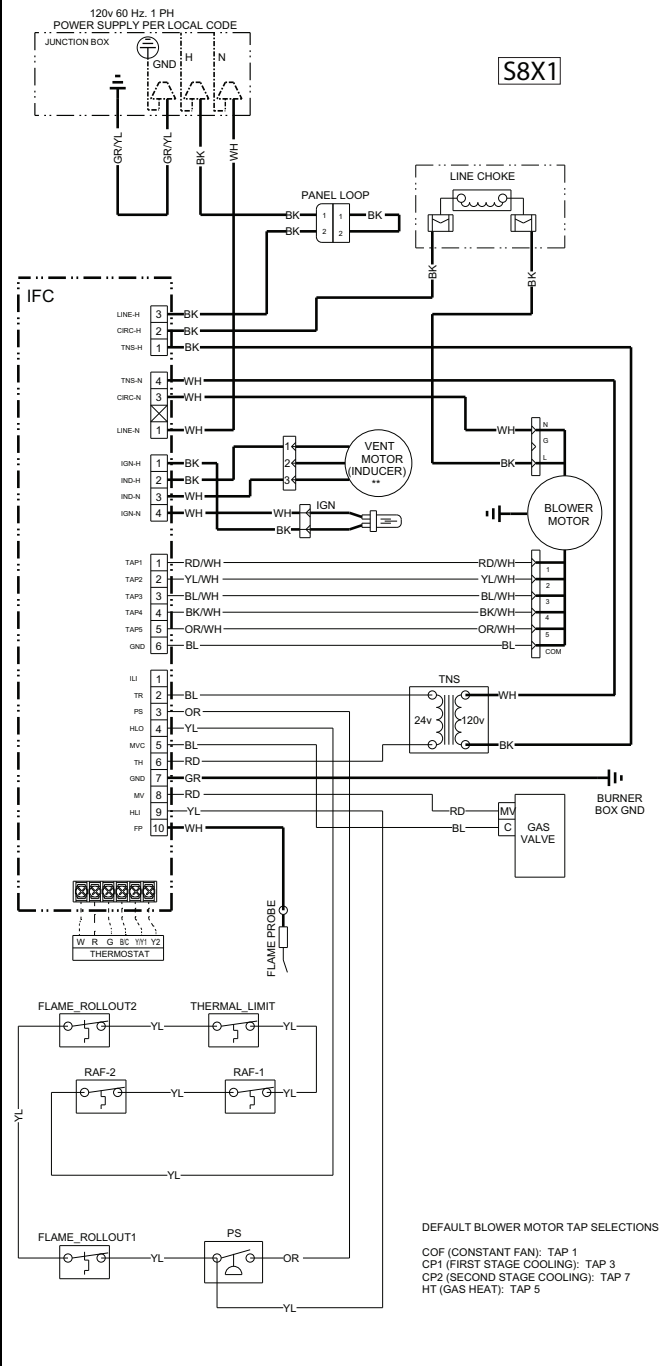 120v 60 Hz. 1 PH
POWER SUPPLY PER LOCAL CODE
JUNCTION BOX
GND
H
N
S8X1
GR/YL
GR/YL
BK
WH
PANEL LOOP
BK
1
1
BK
BK
2
2
LINE CHOKE
BK
BK
IFC
LINE-H
3
BK
CIRC-H
2
BK
TNS-H
1
BK
TNS-N
4
WH
CIRC-N
3
WH
LINE-N
1
WH
WH
N
G
BK
L
IGN-H
1
BK
IND-H
2
BK
IND-N
3
WH
IGN-N
4
WH
1
2
3
VENT
MOTOR
(INDUCER)
**
WH
IGN
BK
BLOWER
MOTOR
TAP1
1
RD/WH
RD/WH
1
TAP2
2
YL/WH
YL/WH
2
TAP3
3
BL/WH
BL/WH
3
TAP4
4
BK/WH
BK/WH
4
TAP5
5
OR/WH
OR/WH
5
GND
6
BL
BL
COM
ILI
1
TR
2
BL
PS
3
OR
HLO
4
YL
MVC
5
BL
TH
6
RD
GND
7
GR
MV
8
RD
HLI
9
YL
FP
10
WH
TNS
24v
120v
WH
BK
BURNER
BOX GND
RD
MV
BL
C
GAS
VALVE
W R G B/C Y/Y1 Y2
THERMOSTAT
FLAME PROBE
FLAME_ROLLOUT2
THERMAL_LIMIT
YL
YL
RAF-2
RAF-1
YL
YL
YL
YL
FLAME_ROLLOUT1
PS
YL
OR
YL
DEFAULT BLOWER MOTOR TAP SELECTIONS
COF (CONSTANT FAN): TAP 1
CP1 (FIRST STAGE COOLING): TAP 3
CP2 (SECOND STAGE COOLING): TAP 7
HT (GAS HEAT): TAP 5